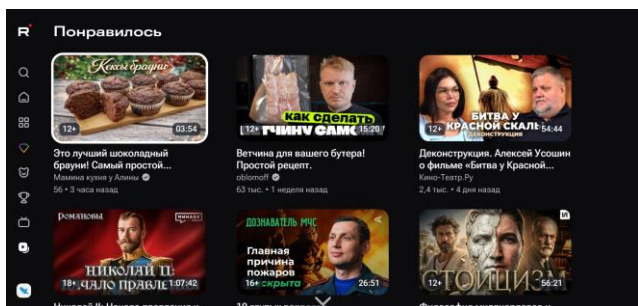 R
Понравилось
Кексы брауни
12+
03:54
Это лучший шоколадный
брауни! Самый простой...
Мамина кухня у Алины
56 • 3 часа назад
как сделать
12+
15:20
Ветчина для вашего бутера!
Простой рецепт.
oblomoff
63 тыс. • 1 неделя назад
БИТВА У
КРАСНОЙ СКАЛЫ
ДЕКОНСТРУКЦИЯ
12+
54:44
Деконструкция. Алексей Усошин
о фильме «Битва у Красной...
Кино-Театр.Ру
2,4 тыс. • 4 дня назад
РОМАНОВЫ
НИКОЛАЙ II:
НАЧАЛО ПРАВЛЕ
18+
1:07:42
ДОЗНАВАТЕЛЬ МЧС
Главная
причина
пожаров
скрыта
16+
26:51
СТОИЦИЗМ
12+
56:21